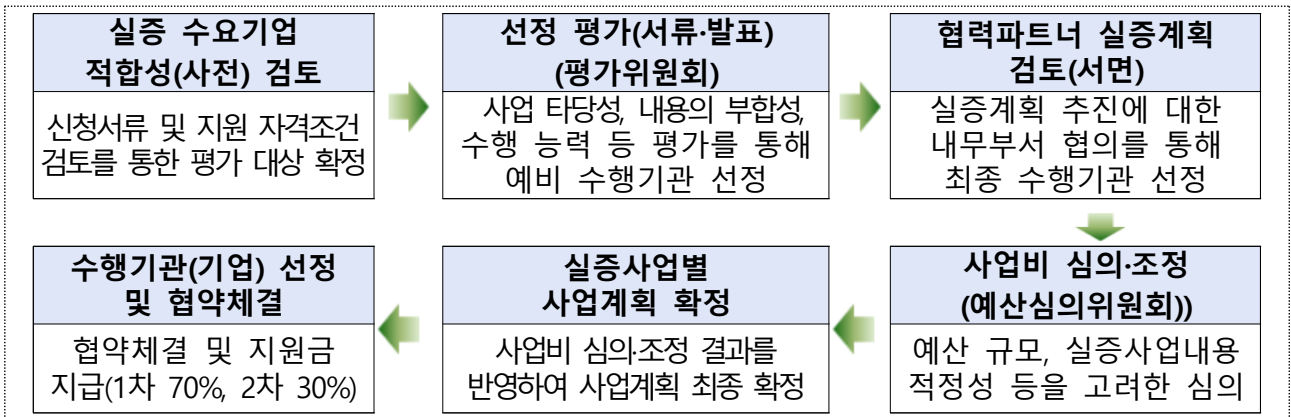 실증 수요기업
적합성(사전) 검토
신청서류 및 지원 자격조건
검토를 통한 평가 대상 확정
선정 평가(서류·발표)
(평가위원회)
사업 타당성, 내용의 부합성,
수행 능력 등 평가를 통해
예비 수행기관 선정
협력파트너 실증계획
검토(서면)
실증계획 추진에 대한
내무부서 협의를 통해
최종 수행기관 선정
사업비 심의·조정
(예산심의위원회))
예산 규모, 실증사업내용
적정성 등을 고려한 심의
실증사업별
사업계획 확정
사업비 심의·조정 결과를
반영하여 사업계획 최종 확정
수행기관(기업) 선정
및 협약체결
협약체결 및 지원금
지급(1차 70%, 2차 30%)